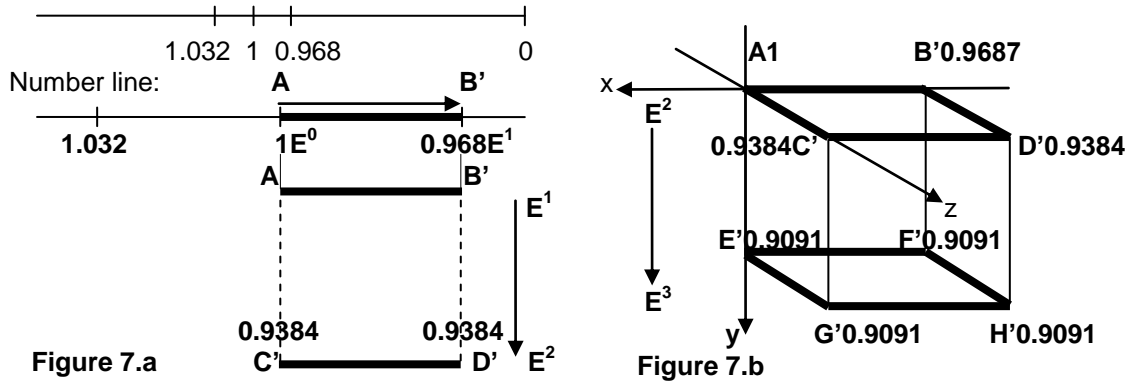 1.032 1 0.968 0
Number line:
A B’
1.032 1E⁰ 0.968E¹
A B’
E¹
0.9384 0.9384
C’ D’ E²
Figure 7.a
A1 B’0.9687
x
E²
0.9384C’ D’0.9384
z
E’0.9091 F’0.9091
E³
y G’0.9091 H’0.9091
Figure 7.b